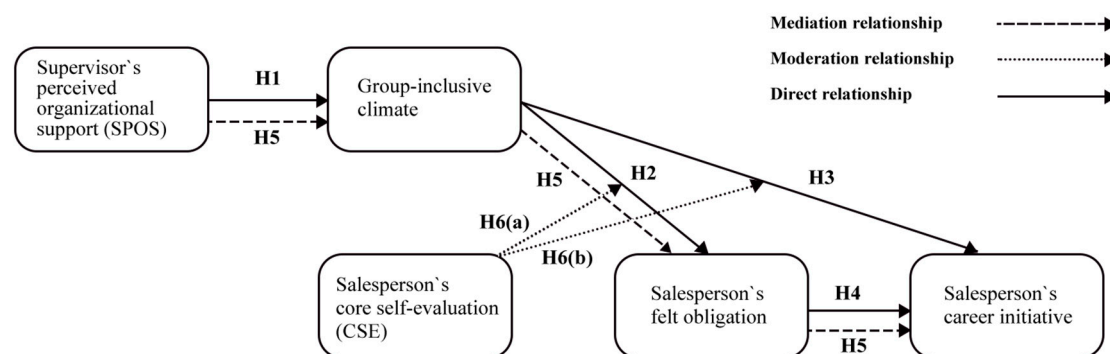 Mediation relationship
Moderation relationship
Direct relationship
Supervisor`s
perceived
organizational
support (SPOS)
H1
H5
Group-inclusive
climate
H5
H2
H3
H6(a)
H6(b)
Salesperson`s
core self-evaluation
(CSE)
Salesperson`s
felt obligation
H4
H5
Salesperson`s
career initiative